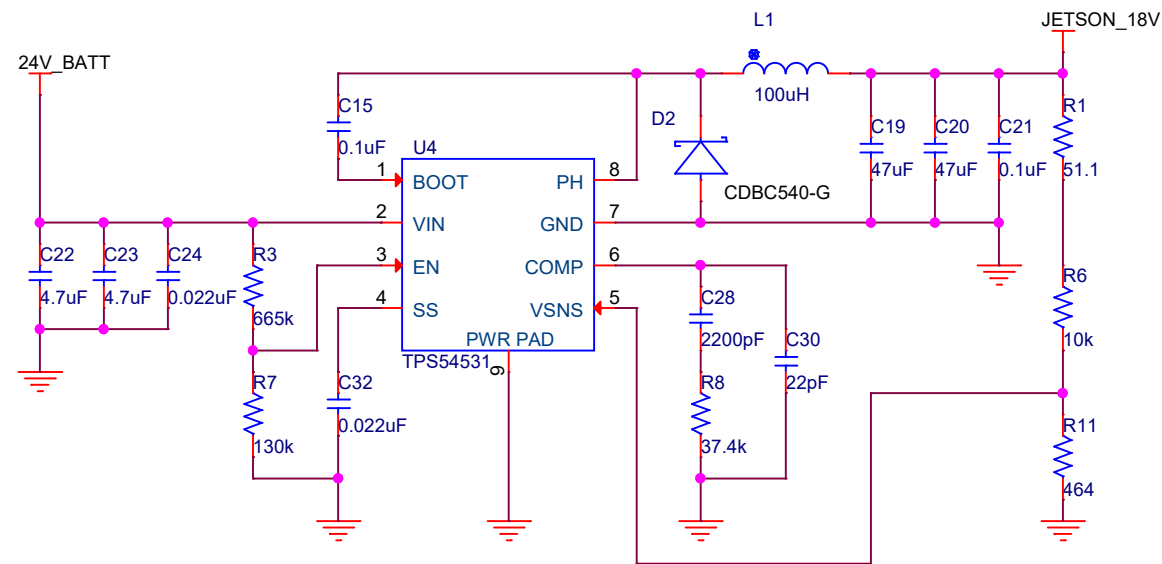 L1
JETSON_18V
24V_BATT
100uH
C15
0.1uF
D2
C19
47uF
C20
47uF
C21
0.1uF
R1
51.1
U4
1
BOOT
PH
8
CDBC540-G
2
VIN
GND
7
C22
4.7uF
C23
4.7uF
C24
0.022uF
R3
665k
3
EN
COMP
6
4
SS
VSNS
5
PWR PAD
TPS54531
9
C28
2200pF
C30
22pF
R6
10k
R7
130k
C32
0.022uF
R8
37.4k
R11
464